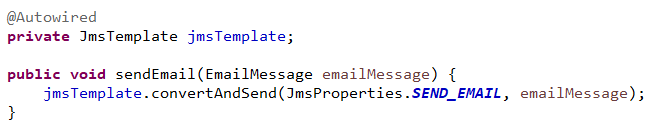 @Autowired
private JmsTemplate jmsTemplate;
public void sendEmail(EmailMessage emailMessage) {
jmsTemplate.convertAndSend(JmsProperties.SEND_EMAIL, emailMessage);
}